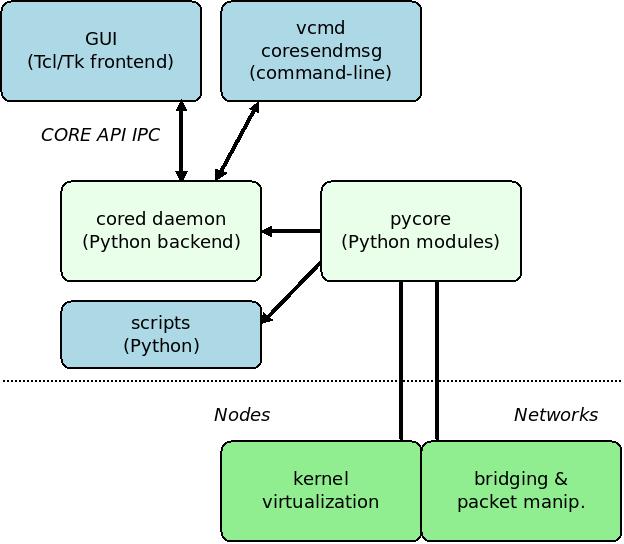 GUI
(Tcl/Tk frontend)
vcmd
coresendmsg
(command-line)
CORE API IPC
cored daemon
(Python backend)
pycore
(Python modules)
scripts
(Python)
Nodes
Networks
kernel
virtualization
bridging &
packet manip.